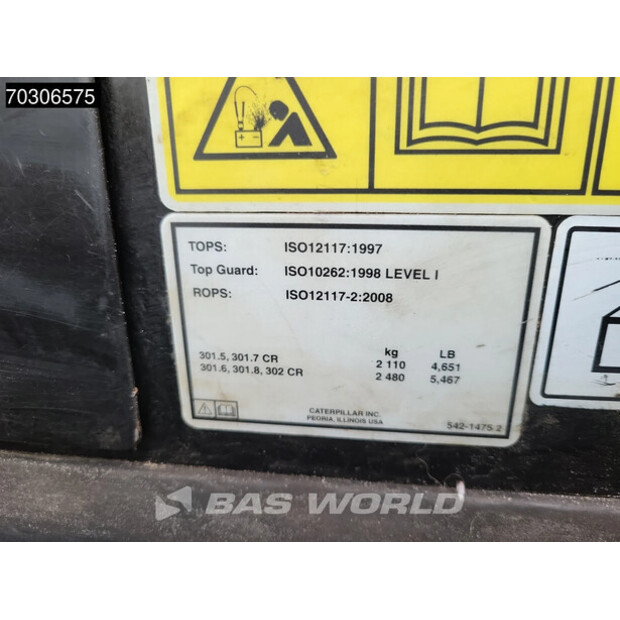 70306575
TOPS: ISO12117:1997
Top Guard: ISO10262:1998 LEVEL I
ROPS: ISO12117-2:2008
kg LB
301.5, 301.7 CR 2 110 4,651
301.6, 301.8, 302 CR 2 480 5,467
CATERPILLAR INC.
PEORIA, ILLINOIS USA
542-1475 2
BAS WORLD